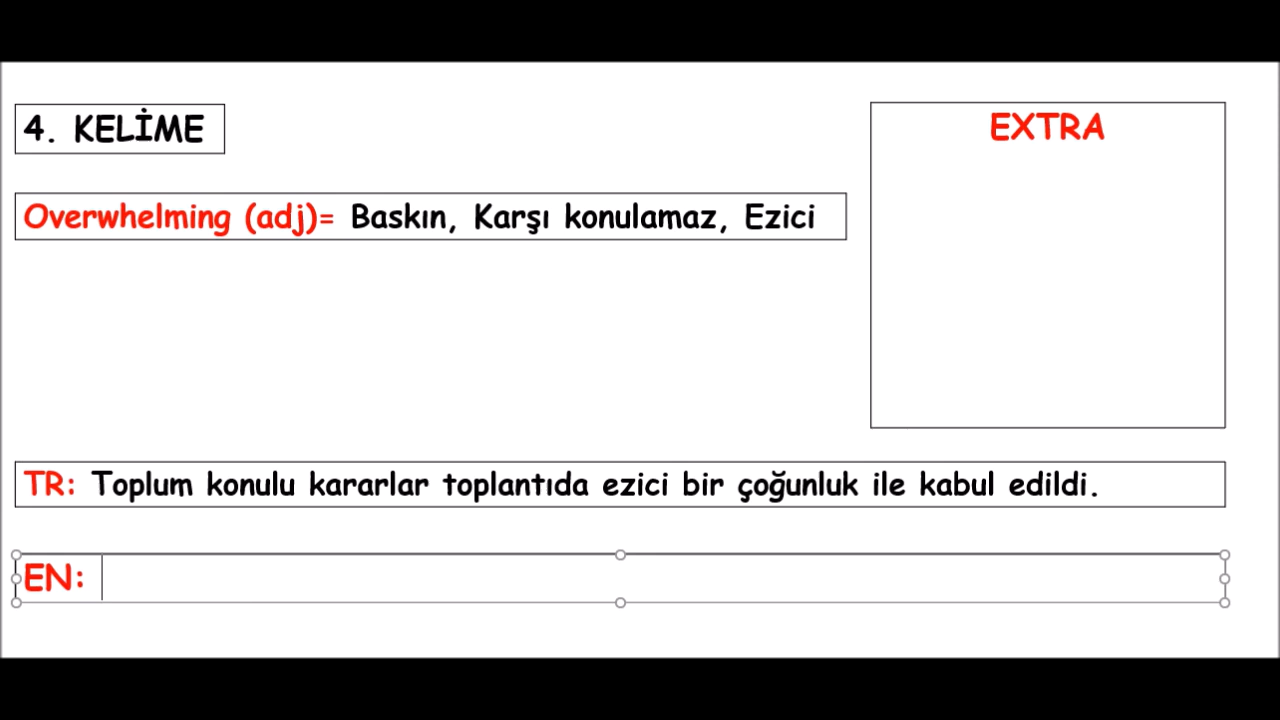 4. KELİME
EXTRA
Overwhelming (adj)= Baskın, Karşı konulamaz, Ezici
TR: Toplum konulu kararlar toplantıda ezici bir çoğunluk ile kabul edildi.
EN: